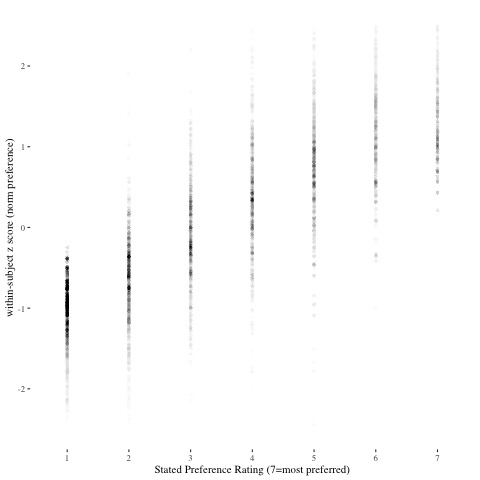 within-subject z score (norm preference)
2
1
0
-1
-2
1 2 3 4 5 6 7
Stated Preference Rating (7=most preferred)